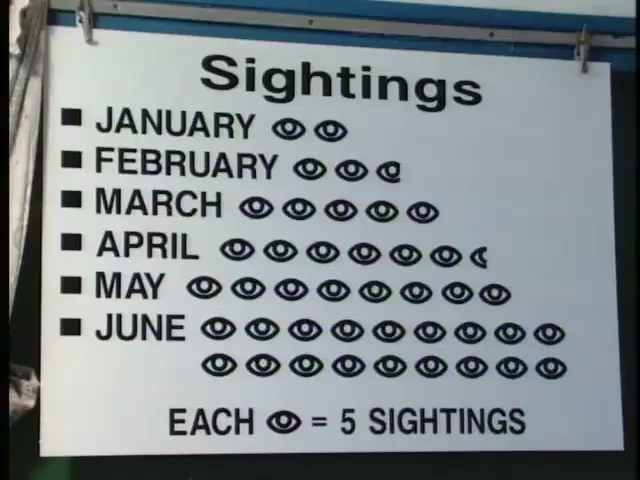 Sightings
JANUARY
FEBRUARY
MARCH
APRIL
MAY
JUNE
EACH = 5 SIGHTINGS